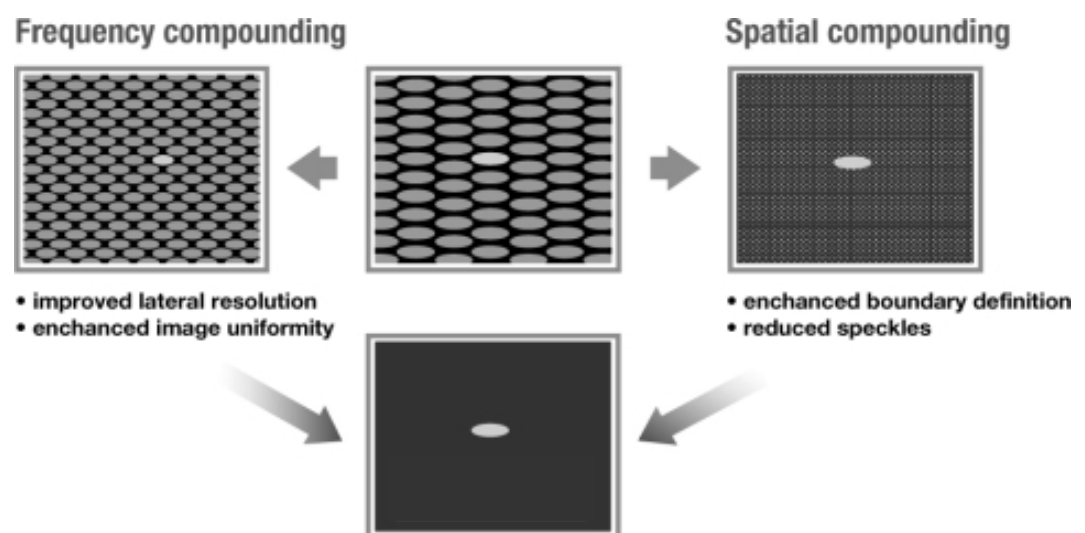 Frequency compounding
Spatial compounding
• improved lateral resolution
• enchanced image uniformity
• enchanced boundary definition
• reduced speckles